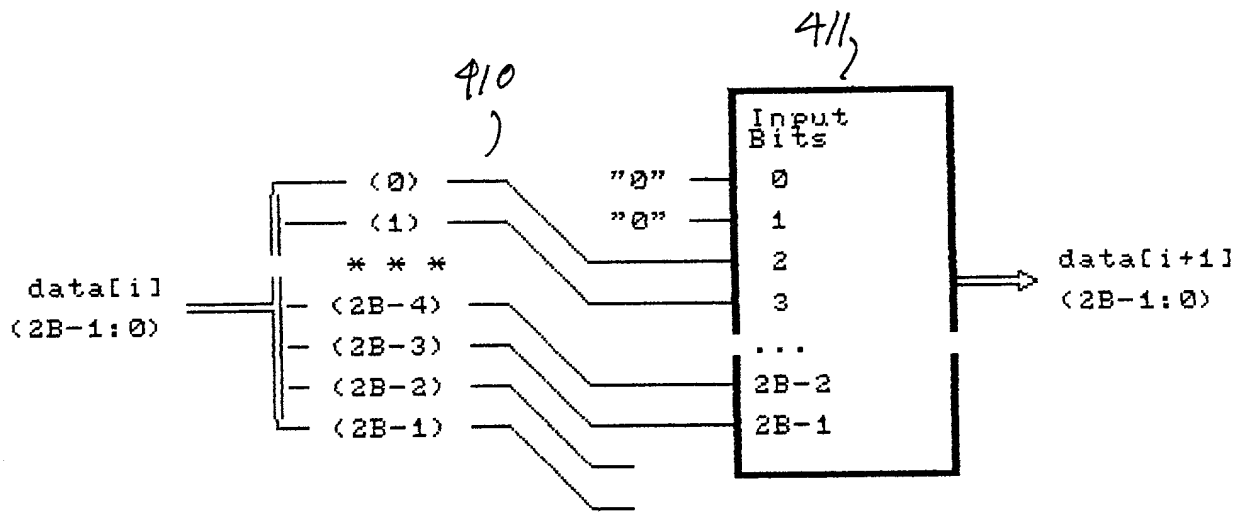 411
410
Input
Bits
(0) "0" 0
(1) "0" 1
* * * 2
data[i+1]
data[i]
(2B-4) 3
(2B-1:0)
(2B-1:0)
(2B-3) ...
(2B-2) 2B-2
(2B-1) 2B-1